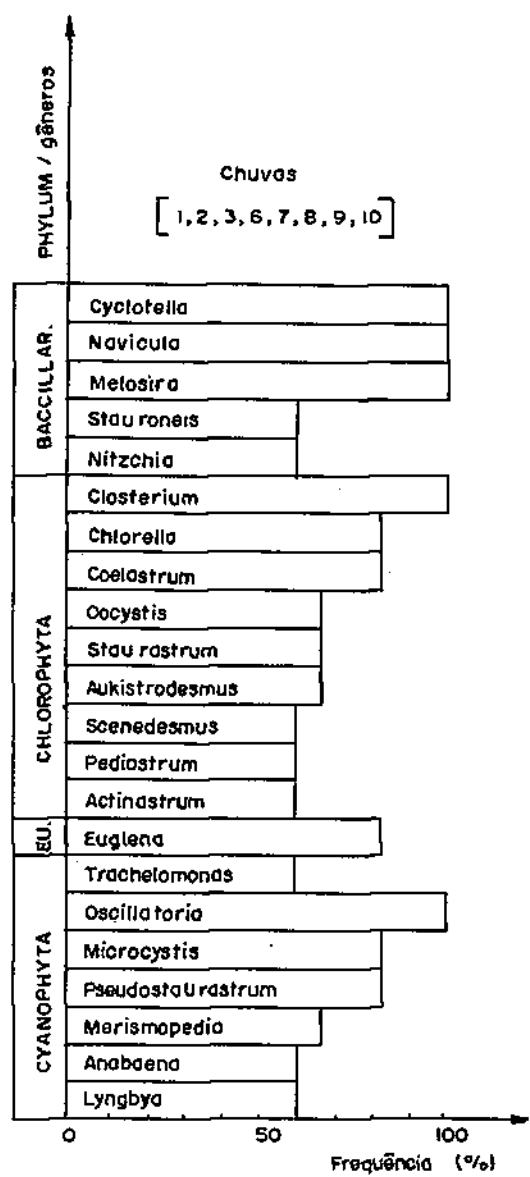 PHYLUM / gêneros
Chuvas
[1,2,3,6,7,8,9,10]
BACCILLAR.
Cyclotella
Navicula
Melosira
Stauroneis
Nitzchia
CHLOROPHYTA
Closterium
Chlorella
Coelastrum
Oocystis
Staurastrum
Aukistrodesmus
Scenedesmus
Pediastrum
Actinastrum
EU.
Euglena
CYANOPHYTA
Trachelomonas
Oscillatoria
Microcystis
Pseudostaurastrum
Merismopedia
Anabaena
Lyngbya
0 50 100
Frequência (%)